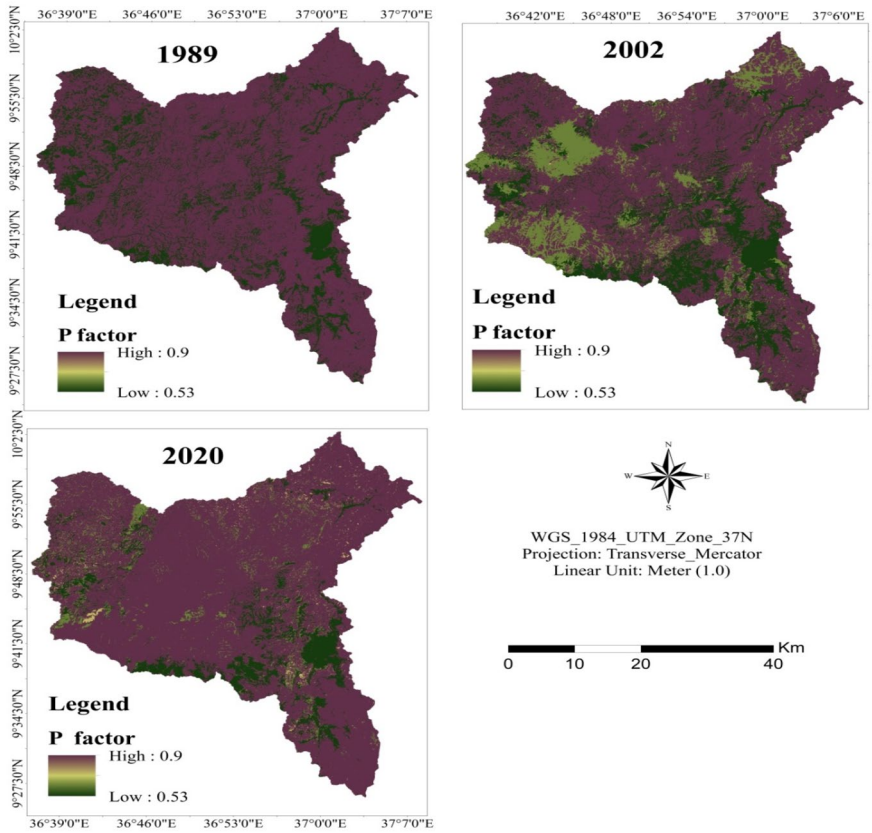 36°39'0"E 36°46'0"E 36°53'0"E 37°0'0"E 37°7'0"E
36°42'0"E 36°48'0"E 36°54'0"E 37°0'0"E 37°6'0"E
10°2'30"N
9°55'30"N
9°48'30"N
9°41'30"N
9°34'30"N
9°27'30"N
1989
Legend
P factor
High : 0.9
Low : 0.53
2002
Legend
P factor
High : 0.9
Low : 0.53
10°2'30"N
9°55'30"N
9°48'30"N
9°41'30"N
9°34'30"N
9°27'30"N
2020
Legend
P factor
High : 0.9
Low : 0.53
36°39'0"E 36°46'0"E 36°53'0"E 37°0'0"E 37°7'0"E
N
W E
S
WGS_1984_UTM_Zone_37N
Projection: Transverse_Mercator
Linear Unit: Meter (1.0)
Km
0 10 20 40